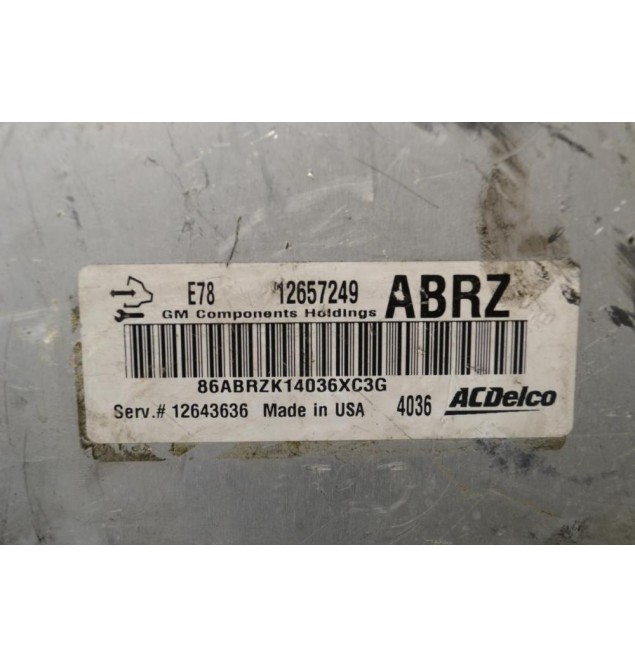 E78 12657249 ABRZ
GM Components Holdings
86ABRZK14036XC3G
Serv.# 12643636 Made in USA 4036 ACDelco